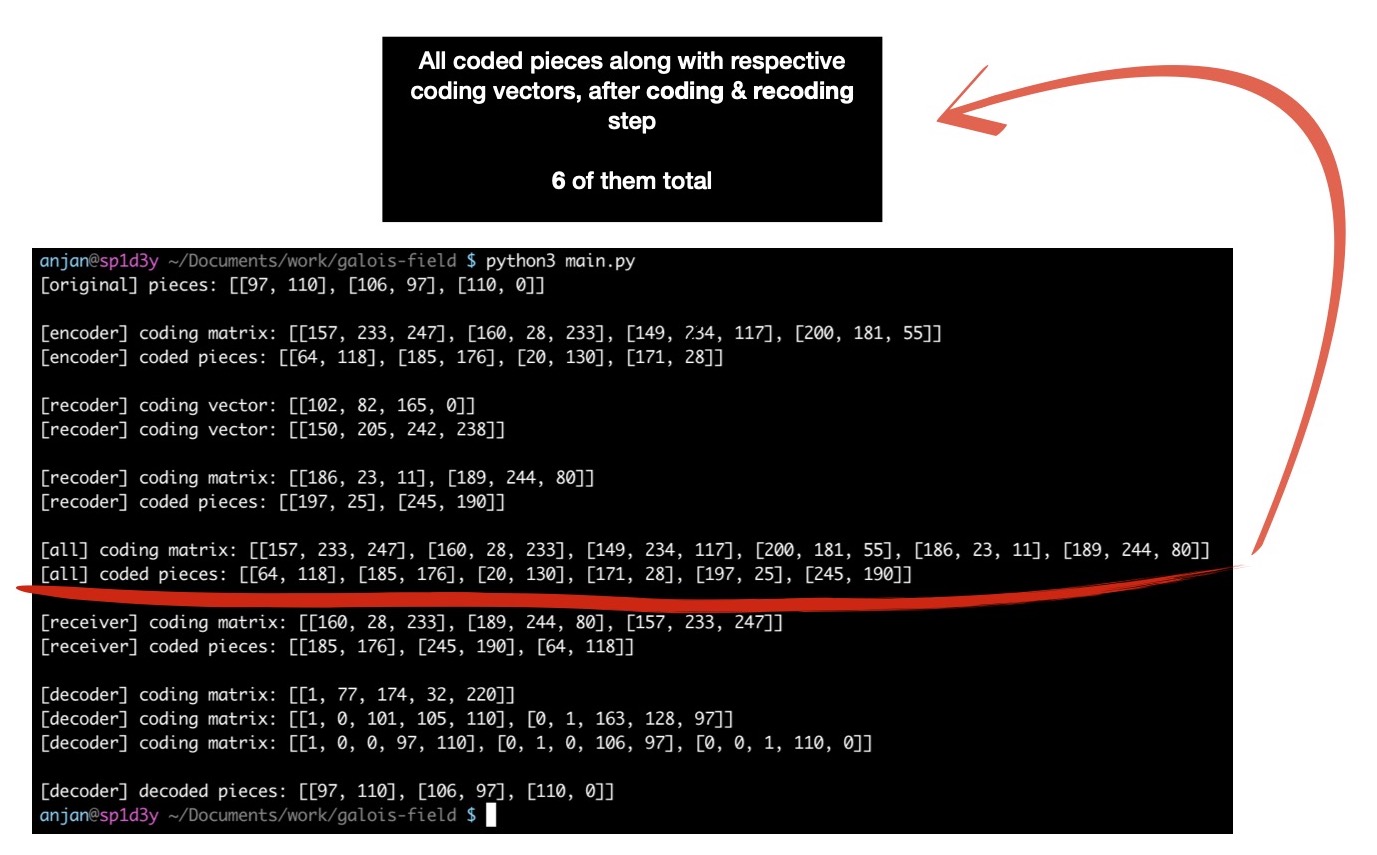 All coded pieces along with respective
coding vectors, after coding & recoding
step
6 of them total
anjan@sp1d3y ~/Documents/work/galois-field $ python3 main.py
[original] pieces: [[97, 110], [106, 97], [110, 0]]
[encoder] coding matrix: [[157, 233, 247], [160, 28, 233], [149, 234, 117], [200, 181, 55]]
[encoder] coded pieces: [[64, 118], [185, 176], [20, 130], [171, 28]]
[recoder] coding vector: [[102, 82, 165, 0]]
[recoder] coding vector: [[150, 205, 242, 238]]
[recoder] coding matrix: [[186, 23, 11], [189, 244, 80]]
[recoder] coded pieces: [[197, 25], [245, 190]]
[all] coding matrix: [[157, 233, 247], [160, 28, 233], [149, 234, 117], [200, 181, 55], [186, 23, 11], [189, 244, 80]]
[all] coded pieces: [[64, 118], [185, 176], [20, 130], [171, 28], [197, 25], [245, 190]]
[receiver] coding matrix: [[160, 28, 233], [189, 244, 80], [157, 233, 247]]
[receiver] coded pieces: [[185, 176], [245, 190], [64, 118]]
[decoder] coding matrix: [[1, 77, 174, 32, 220]]
[decoder] coding matrix: [[1, 0, 101, 105, 110], [0, 1, 163, 128, 97]]
[decoder] coding matrix: [[1, 0, 0, 97, 110], [0, 1, 0, 106, 97], [0, 0, 1, 110, 0]]
[decoder] decoded pieces: [[97, 110], [106, 97], [110, 0]]
anjan@sp1d3y ~/Documents/work/galois-field $